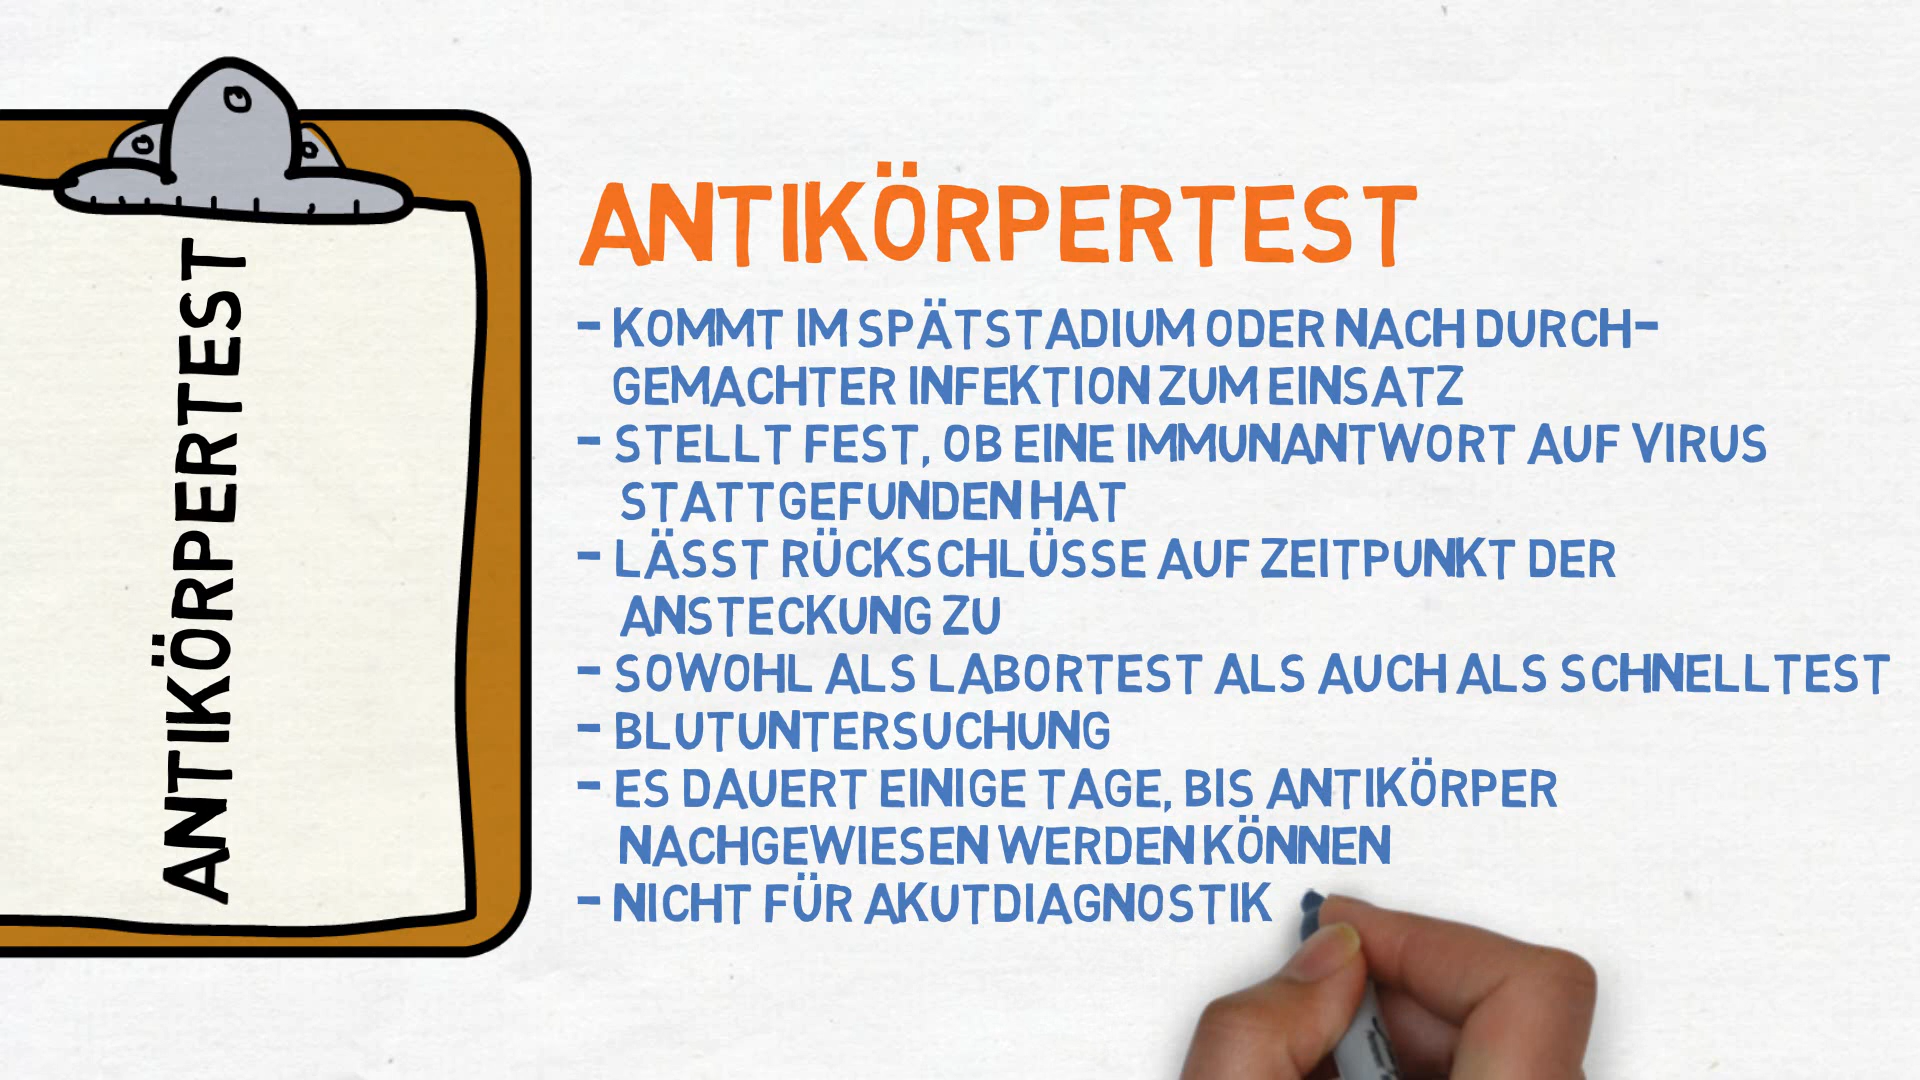 ANTIKÖRPERTEST
ANTIKÖRPERTEST
- KOMMT IM SPÄTSTADIUM ODER NACH DURCH-
GEMACHTER INFEKTION ZUM EINSATZ
- STELLT FEST, OB EINE IMMUNANTWORT AUF VIRUS
STATTGEFUNDEN HAT
- LÄSST RÜCKSCHLÜSSE AUF ZEITPUNKT DER
ANSTECKUNG ZU
- SOWOHL ALS LABORTEST ALS AUCH ALS SCHNELLTEST
- BLUTUNTERSUCHUNG
- ES DAUERT EINIGE TAGE, BIS ANTIKÖRPER
NACHGEWIESEN WERDEN KÖNNEN
- NICHT FÜR AKUTDIAGNOSTIK